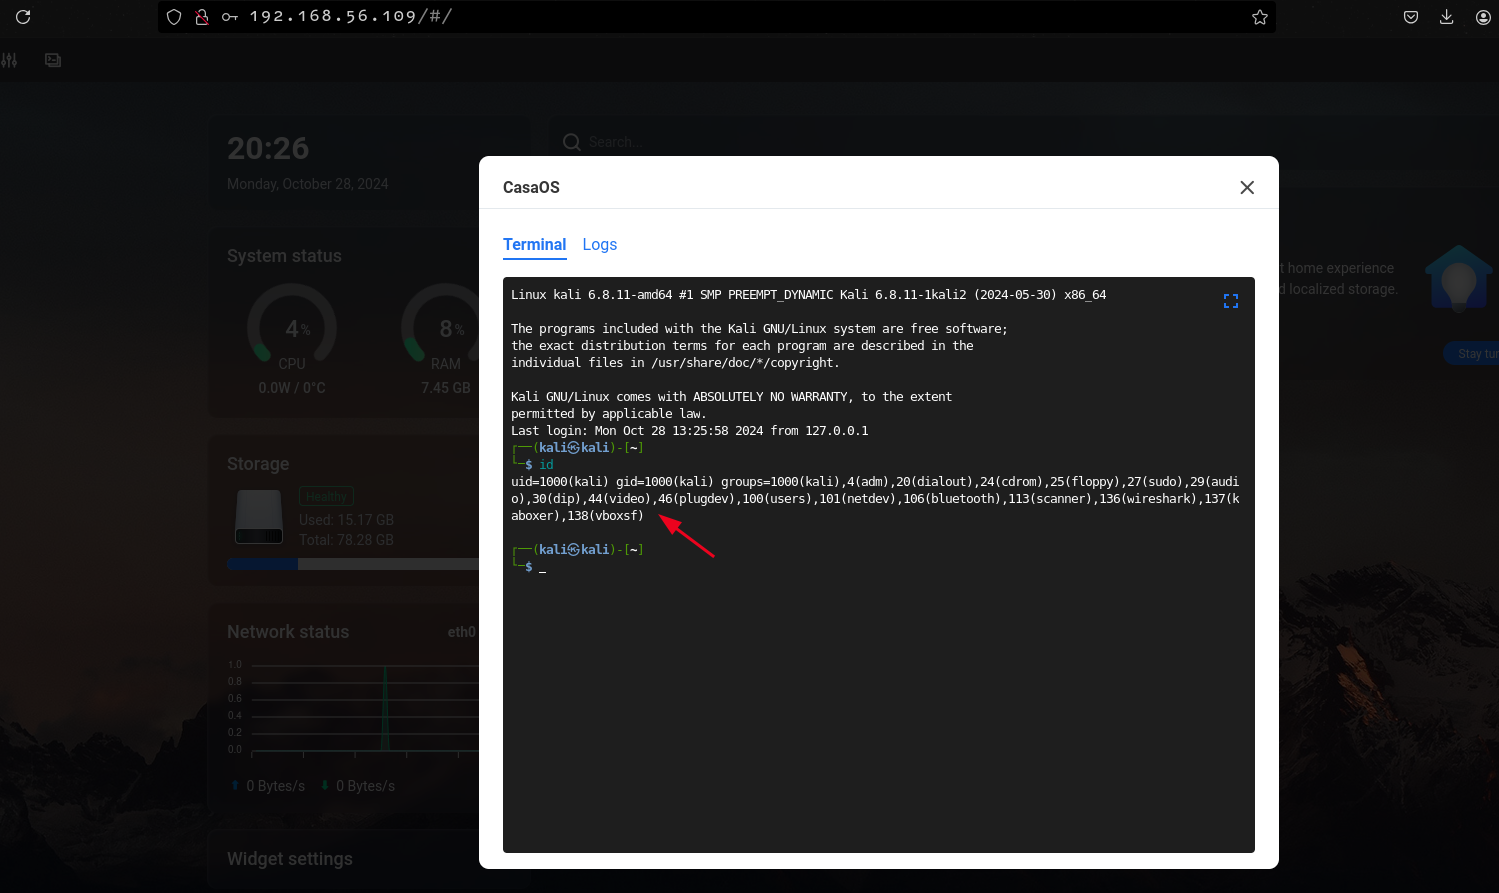 192.168.56.109/#/
20:26
Monday, October 28, 2024
Search...
System status
4%
CPU
0.0W / 0°C
8%
RAM
7.45 GB
Storage
Healthy
Used: 15.17 GB
Total: 78.28 GB
Network status
eth0
1.0
0.8
0.6
0.4
0.2
0.0
0 Bytes/s
0 Bytes/s
Widget settings
CasaOS
Terminal Logs
Linux kali 6.8.11-amd64 #1 SMP PREEMPT_DYNAMIC Kali 6.8.11-1kali2 (2024-05-30) x86_64
The programs included with the Kali GNU/Linux system are free software;
the exact distribution terms for each program are described in the
individual files in /usr/share/doc/*/copyright.
Kali GNU/Linux comes with ABSOLUTELY NO WARRANTY, to the extent
permitted by applicable law.
Last login: Mon Oct 28 13:25:58 2024 from 127.0.0.1
┌──(kali㉿kali)-[~]
└─$ id
uid=1000(kali) gid=1000(kali) groups=1000(kali),4(adm),20(dialout),24(cdrom),25(floppy),27(sudo),29(audi
o),30(dip),44(video),46(plugdev),100(users),101(netdev),106(bluetooth),113(scanner),136(wireshark),137(k
aboxer),138(vboxsf)
┌──(kali㉿kali)-[~]
└─$ _
t home experience
d localized storage.
Stay tur